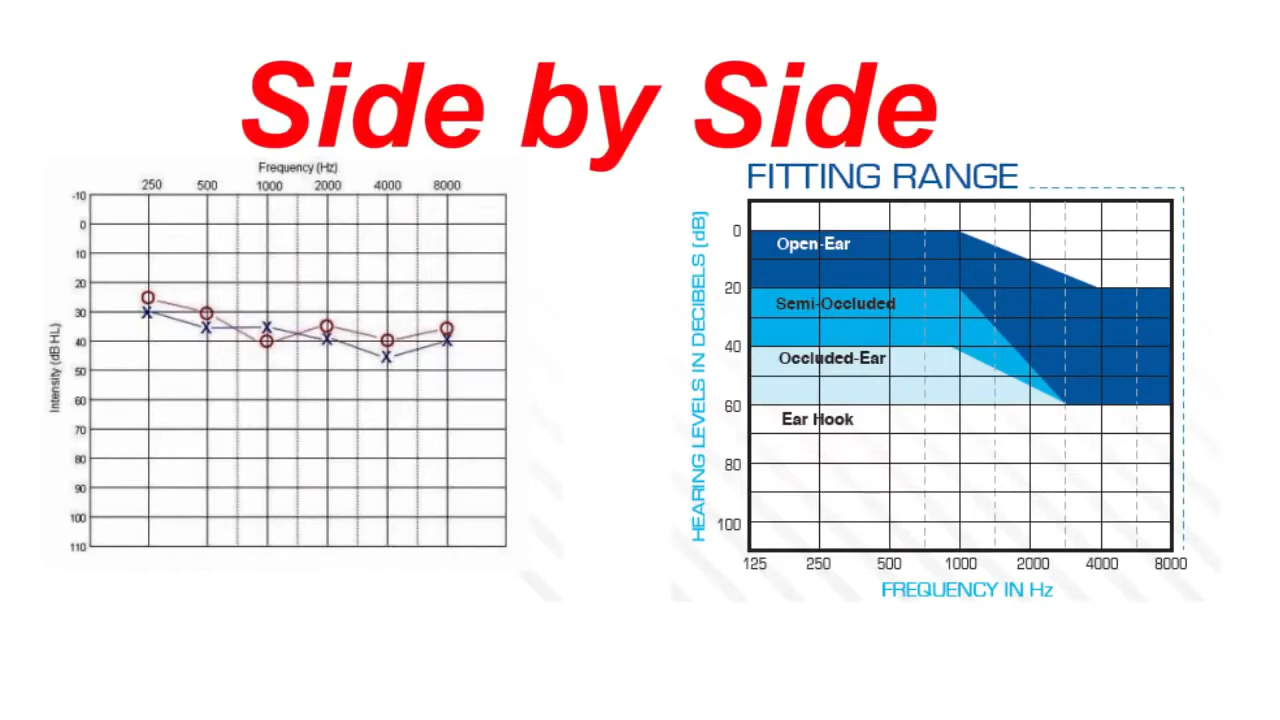 Side by Side
Frequency (Hz)
250 500 1000 2000 4000 8000
-10
0
10
20
30
40
50
60
70
80
90
100
110
Intensity (dB HL)
FITTING RANGE
HEARING LEVELS IN DECIBELS (dB)
0
20
40
60
80
100
Open-Ear
Semi-Occluded
Occluded-Ear
Ear Hook
125 250 500 1000 2000 4000 8000
FREQUENCY IN Hz